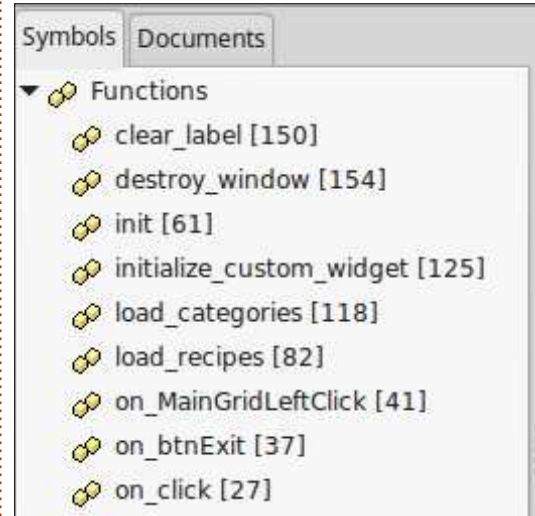 Symbols Documents
Functions
clear_label [150]
destroy_window [154]
init [61]
initialize_custom_widget [125]
load_categories [118]
load_recipes [82]
on_MainGridLeftClick [41]
on_btnExit [37]
on_click [27]